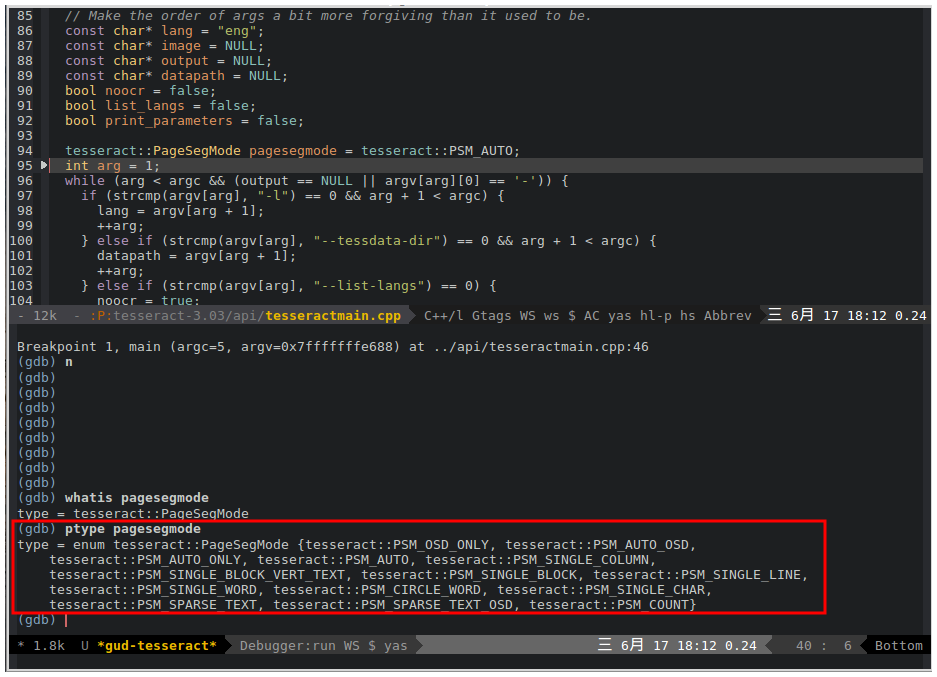 85    // Make the order of args a bit more forgiving than it used to be.
86    const char* lang = "eng";
87    const char* image = NULL;
88    const char* output = NULL;
89    const char* datapath = NULL;
90    bool noocr = false;
91    bool list_langs = false;
92    bool print_parameters = false;
93
94    tesseract::PageSegMode pagesegmode = tesseract::PSM_AUTO;
95    int arg = 1;
96    while (arg < argc && (output == NULL || argv[arg][0] == '-')) {
97      if (strcmp(argv[arg], "-l") == 0 && arg + 1 < argc) {
98        lang = argv[arg + 1];
99        ++arg;
100      } else if (strcmp(argv[arg], "--tessdata-dir") == 0 && arg + 1 < argc) {
101        datapath = argv[arg + 1];
102        ++arg;
103      } else if (strcmp(argv[arg], "--list-langs") == 0) {
104        noocr = true;
- 12k  - :P:tesseract-3.03/api/tesseractmain.cpp  C++/l Gtags WS ws $ AC yas hl-p hs Abbrev  三 6月 17 18:12 0.24
Breakpoint 1, main (argc=5, argv=0x7fffffffe688) at ../api/tesseractmain.cpp:46
(gdb) n
(gdb)
(gdb)
(gdb)
(gdb)
(gdb)
(gdb)
(gdb)
(gdb)
(gdb) whatis pagesegmode
type = tesseract::PageSegMode
(gdb) ptype pagesegmode
type = enum tesseract::PageSegMode {tesseract::PSM_OSD_ONLY, tesseract::PSM_AUTO_OSD,
    tesseract::PSM_AUTO_ONLY, tesseract::PSM_AUTO, tesseract::PSM_SINGLE_COLUMN,
    tesseract::PSM_SINGLE_BLOCK_VERT_TEXT, tesseract::PSM_SINGLE_BLOCK, tesseract::PSM_SINGLE_LINE,
    tesseract::PSM_SINGLE_WORD, tesseract::PSM_CIRCLE_WORD, tesseract::PSM_SINGLE_CHAR,
    tesseract::PSM_SPARSE_TEXT, tesseract::PSM_SPARSE_TEXT_OSD, tesseract::PSM_COUNT}
(gdb)
* 1.8k  U *gud-tesseract*  Debugger:run WS $ yas  三 6月 17 18:12 0.24  40 :  6  Bottom